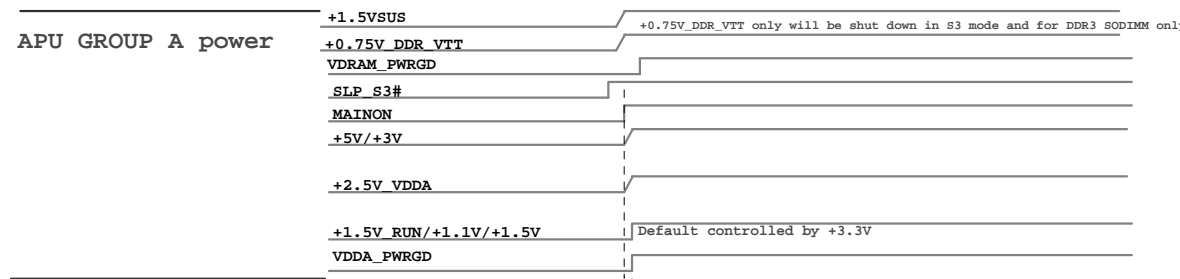 +1.5VSUS
+0.75V_DDR_VTT only will be shut down in S3 mode and for DDR3 SODIMM only
APU GROUP A power
+0.75V_DDR_VTT
VDRAM_PWRGD
SLP_S3#
MAINON
+5V/+3V
+2.5V_VDDA
+1.5V_RUN/+1.1V/+1.5V
Default controlled by +3.3V
VDDA_PWRGD